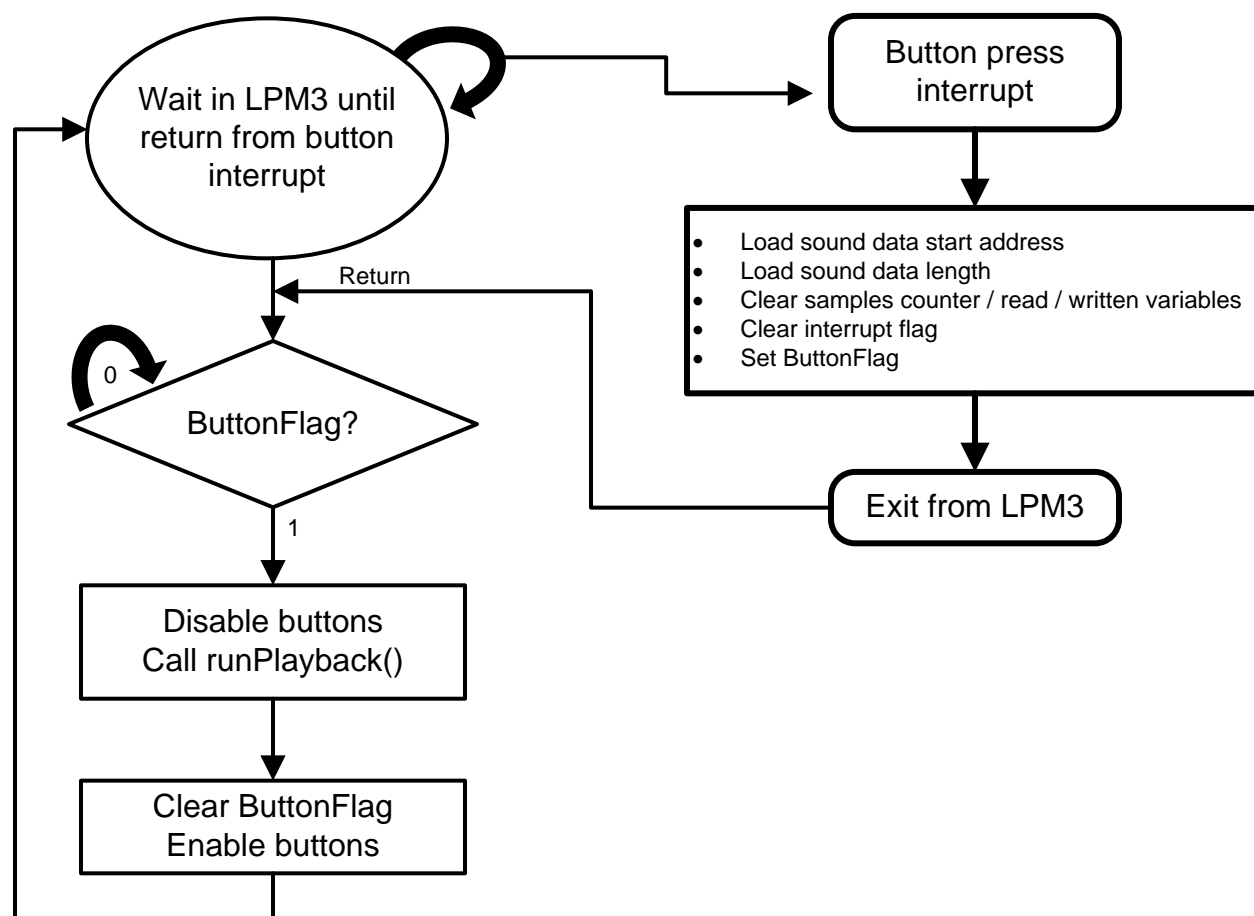 Wait in LPM3 until
return from button
interrupt
Button press
interrupt
• Load sound data start address
• Load sound data length
• Clear samples counter / read / written variables
• Clear interrupt flag
• Set ButtonFlag
Return
0
ButtonFlag?
Exit from LPM3
1
Disable buttons
Call runPlayback()
Clear ButtonFlag
Enable buttons